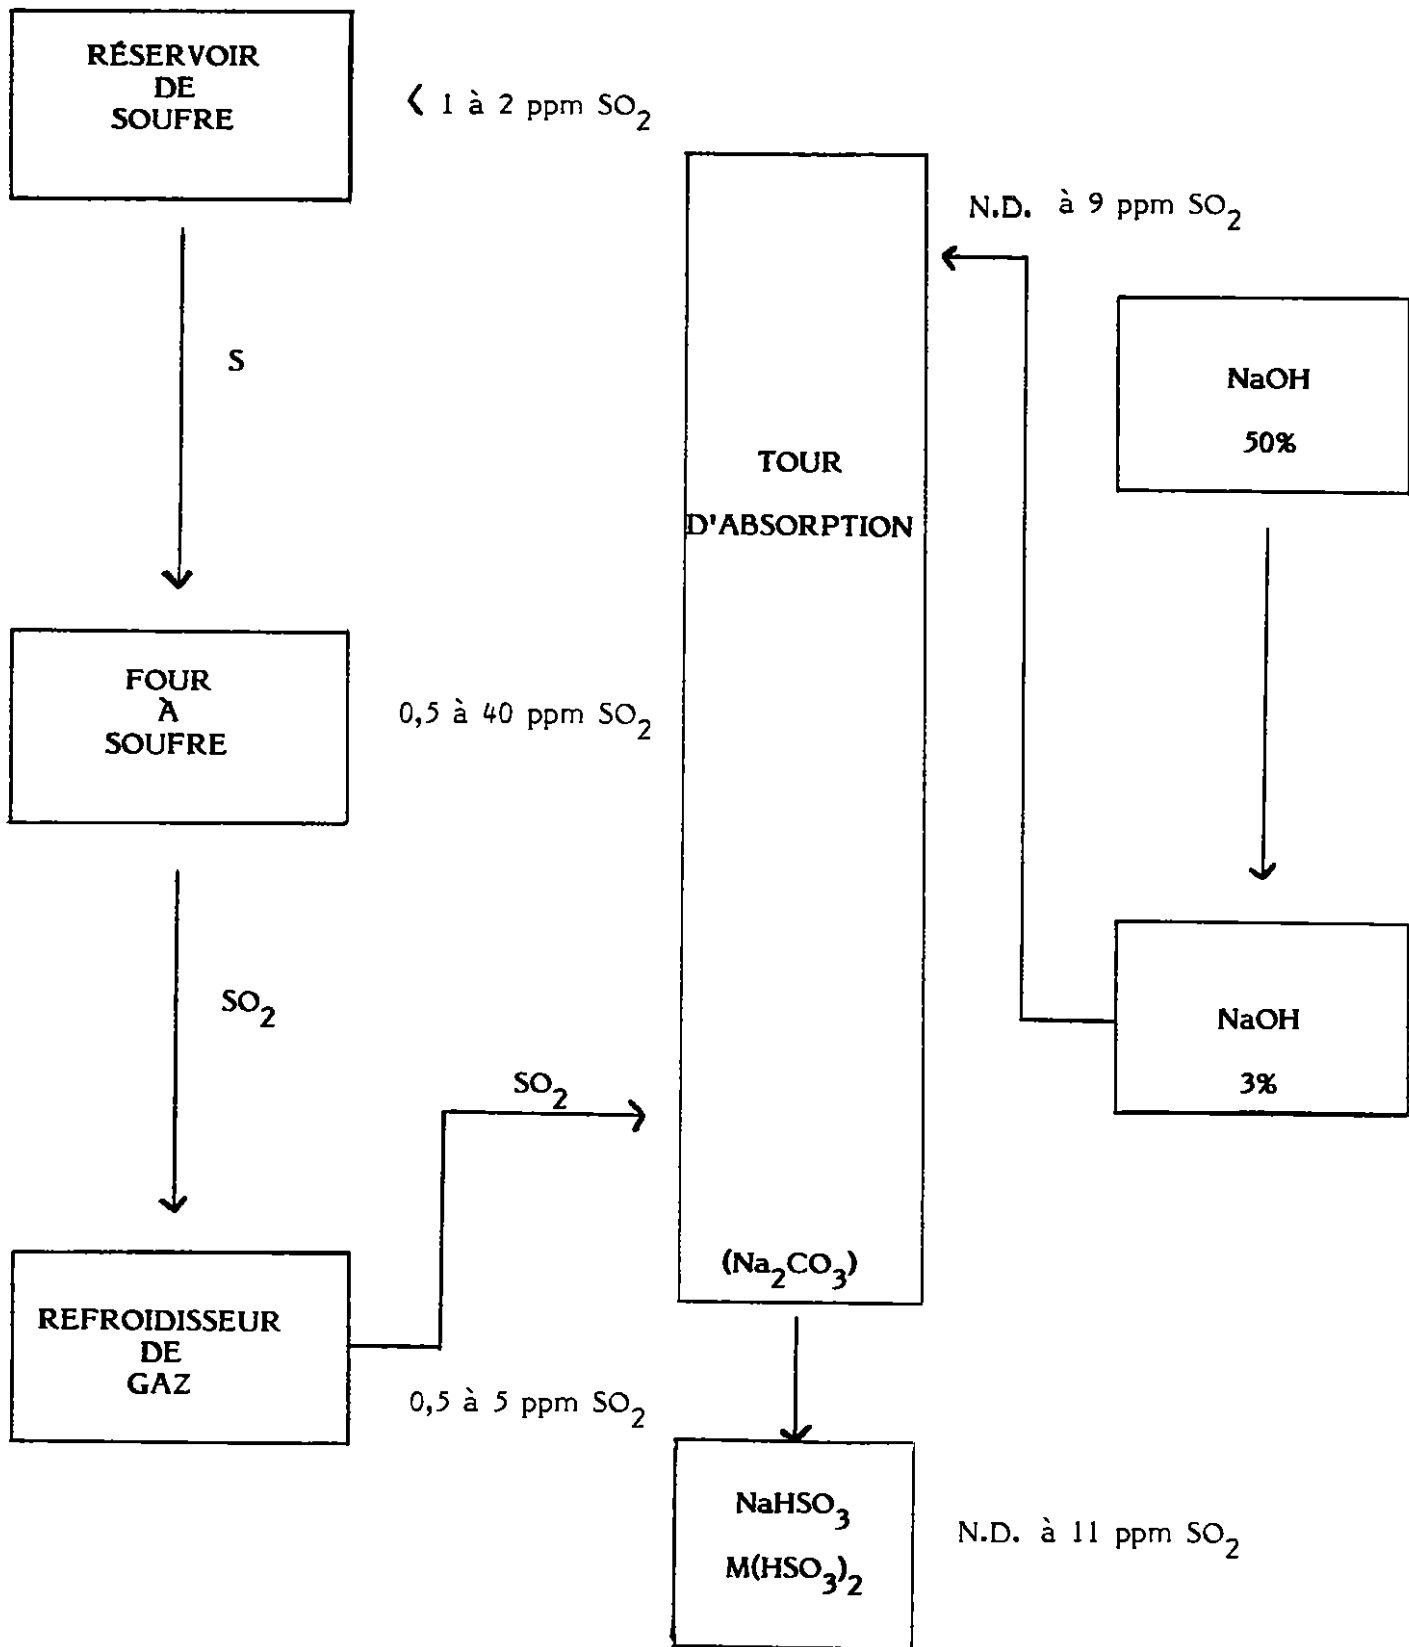 RÉSERVOIR
DE
SOUFRE
< 1 à 2 ppm SO2
S
FOUR
À
SOUFRE
0,5 à 40 ppm SO2
SO2
REFROIDISSEUR
DE
GAZ
0,5 à 5 ppm SO2
SO2
TOUR
D'ABSORPTION
(Na2CO3)
N.D. à 9 ppm SO2
NaOH
50%
NaOH
3%
NaHSO3
M(HSO3)2
N.D. à 11 ppm SO2